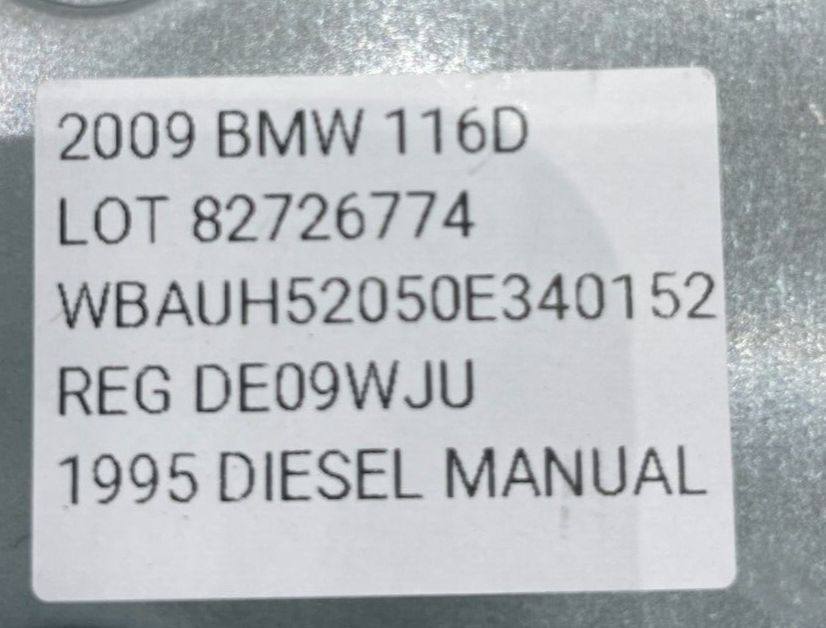 2009 BMW 116D
LOT 82726774
WBAUH52050E340152
REG DE09WJU
1995 DIESEL MANUAL